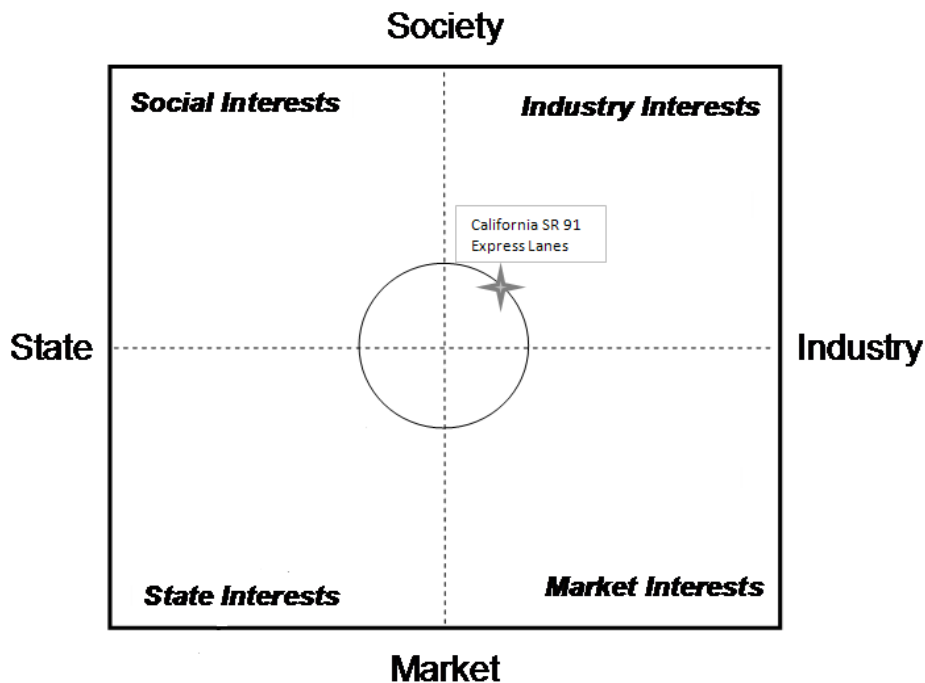 Society
Social Interests
Industry Interests
California SR 91
Express Lanes
State
Industry
State Interests
Market Interests
Market